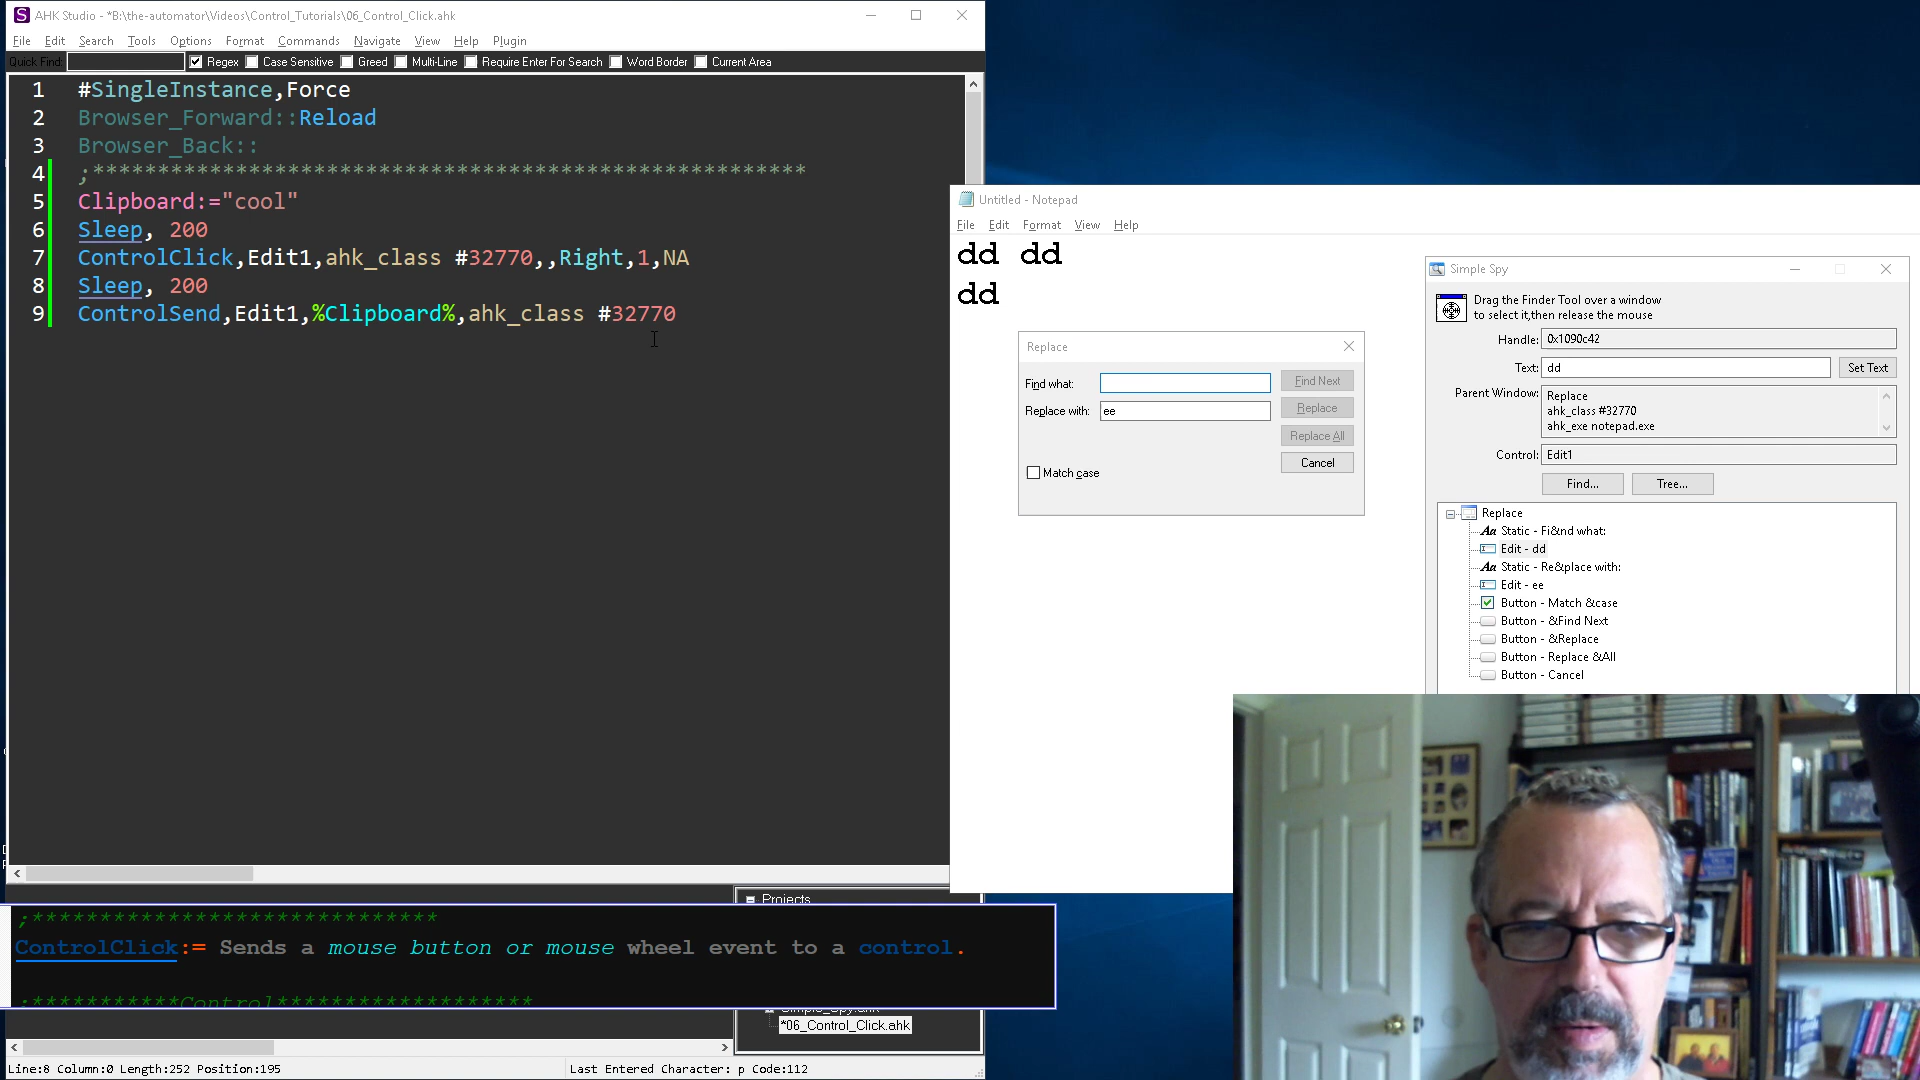 AHK Studio - *B:\the-automator\Videos\Control_Tutorials\06_Control_Click.ahk
File Edit Search Tools Options Format Commands Navigate View Help Plugin
Quick Find: Regex Case Sensitive Greed Multi-Line Require Enter For Search Word Border Current Area
1 #SingleInstance,Force
2 Browser_Forward::Reload
3 Browser_Back::
4 ;*******************************************************
5 Clipboard:="cool"
6 Sleep, 200
7 ControlClick,Edit1,ahk_class #32770,,Right,1,NA
8 Sleep, 200
9 ControlSend,Edit1,%Clipboard%,ahk_class #32770
Untitled - Notepad
File Edit Format View Help
dd dd
dd
Replace
Find what:
Find Next
Replace with: ee
Replace
Replace All
Cancel
Match case
Simple Spy
Drag the Finder Tool over a window
to select it,then release the mouse
Handle: 0x1090c42
Text: dd Set Text
Parent Window: Replace
ahk_class #32770
ahk_exe notepad.exe
Control: Edit1
Find... Tree...
Replace
Static - Fi&nd what:
Edit - dd
Static - Re&place with:
Edit - ee
Button - Match &case
Button - &Find Next
Button - &Replace
Button - Replace &All
Button - Cancel
Projects
;******************************
ControlClick:= Sends a mouse button or mouse wheel event to a control.
;***********Control*******************
Simple_Spy.ahk
*06_Control_Click.ahk
Line:8 Column:0 Length:252 Position:195
Last Entered Character: p Code:112